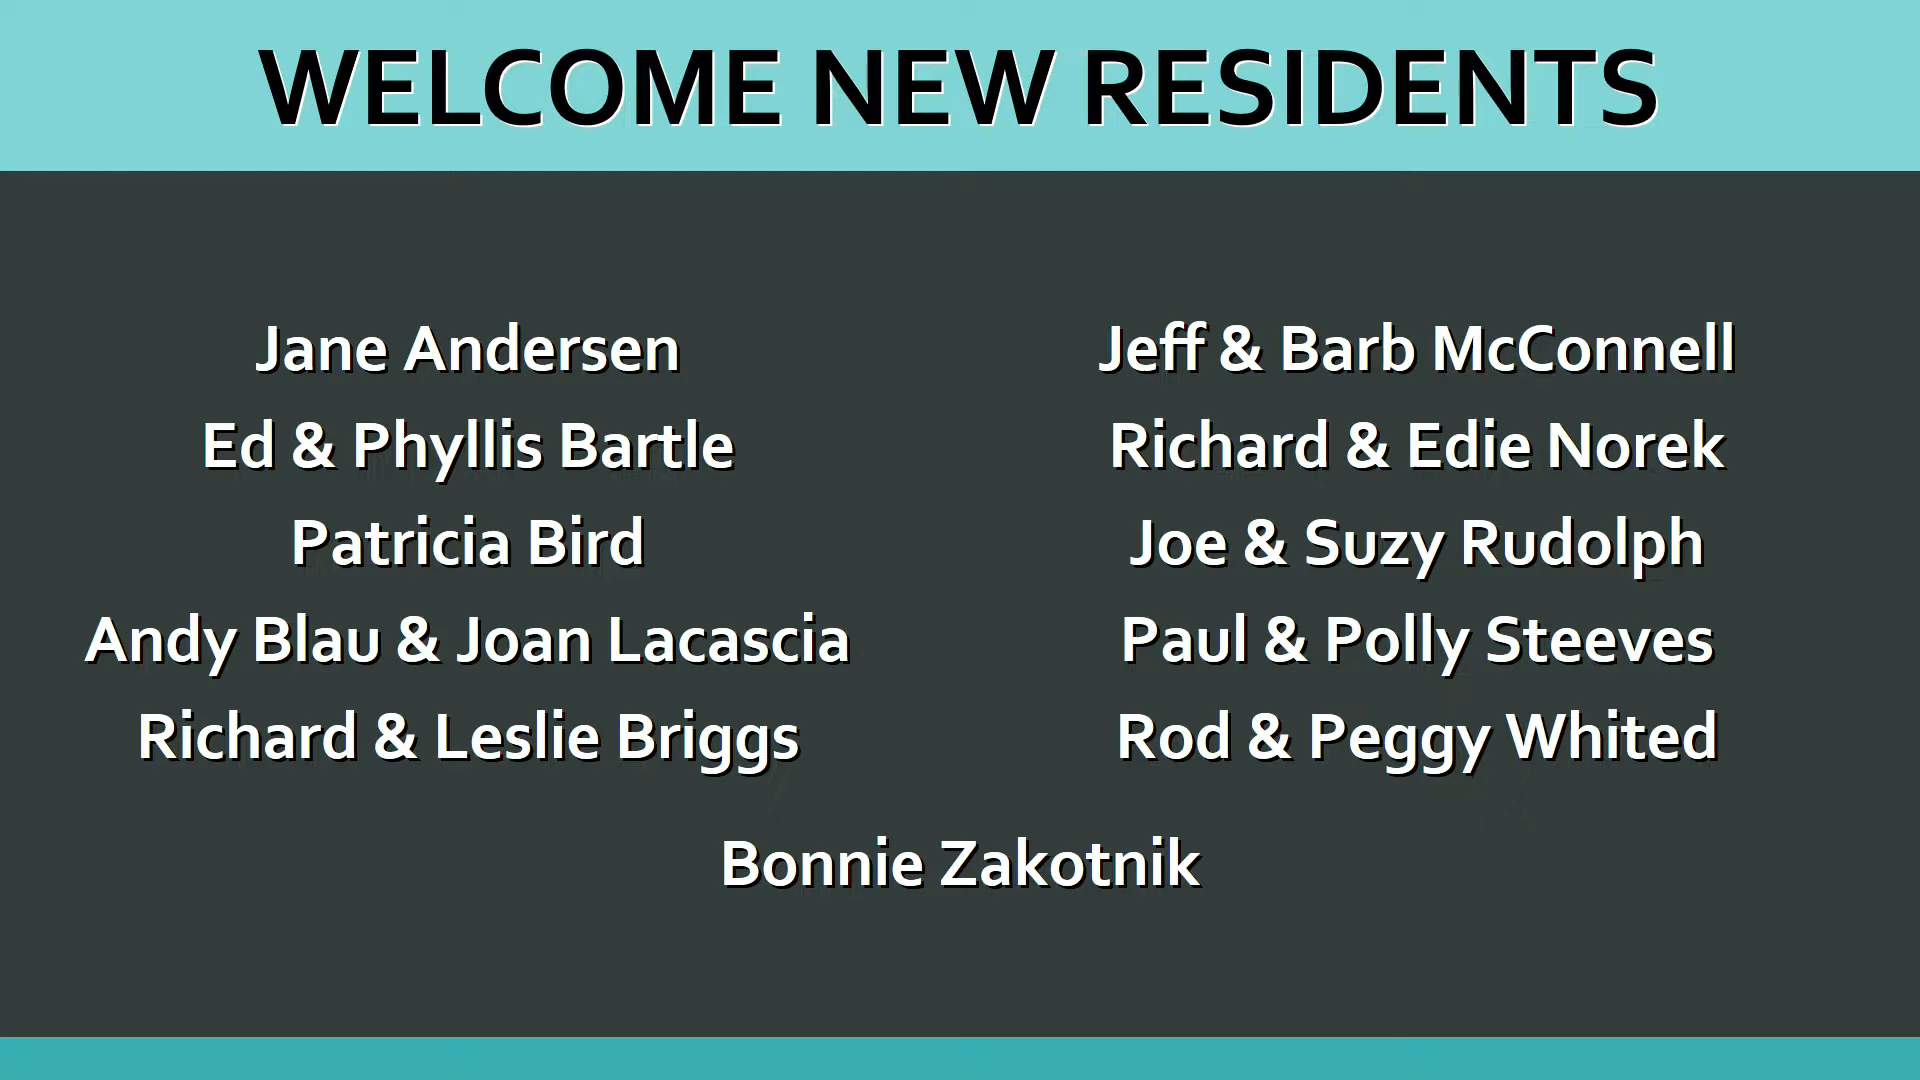 WELCOME NEW RESIDENTS
Jane Andersen
Ed & Phyllis Bartle
Patricia Bird
Andy Blau & Joan Lacascia
Richard & Leslie Briggs
Jeff & Barb McConnell
Richard & Edie Norek
Joe & Suzy Rudolph
Paul & Polly Steeves
Rod & Peggy Whited
Bonnie Zakotnik